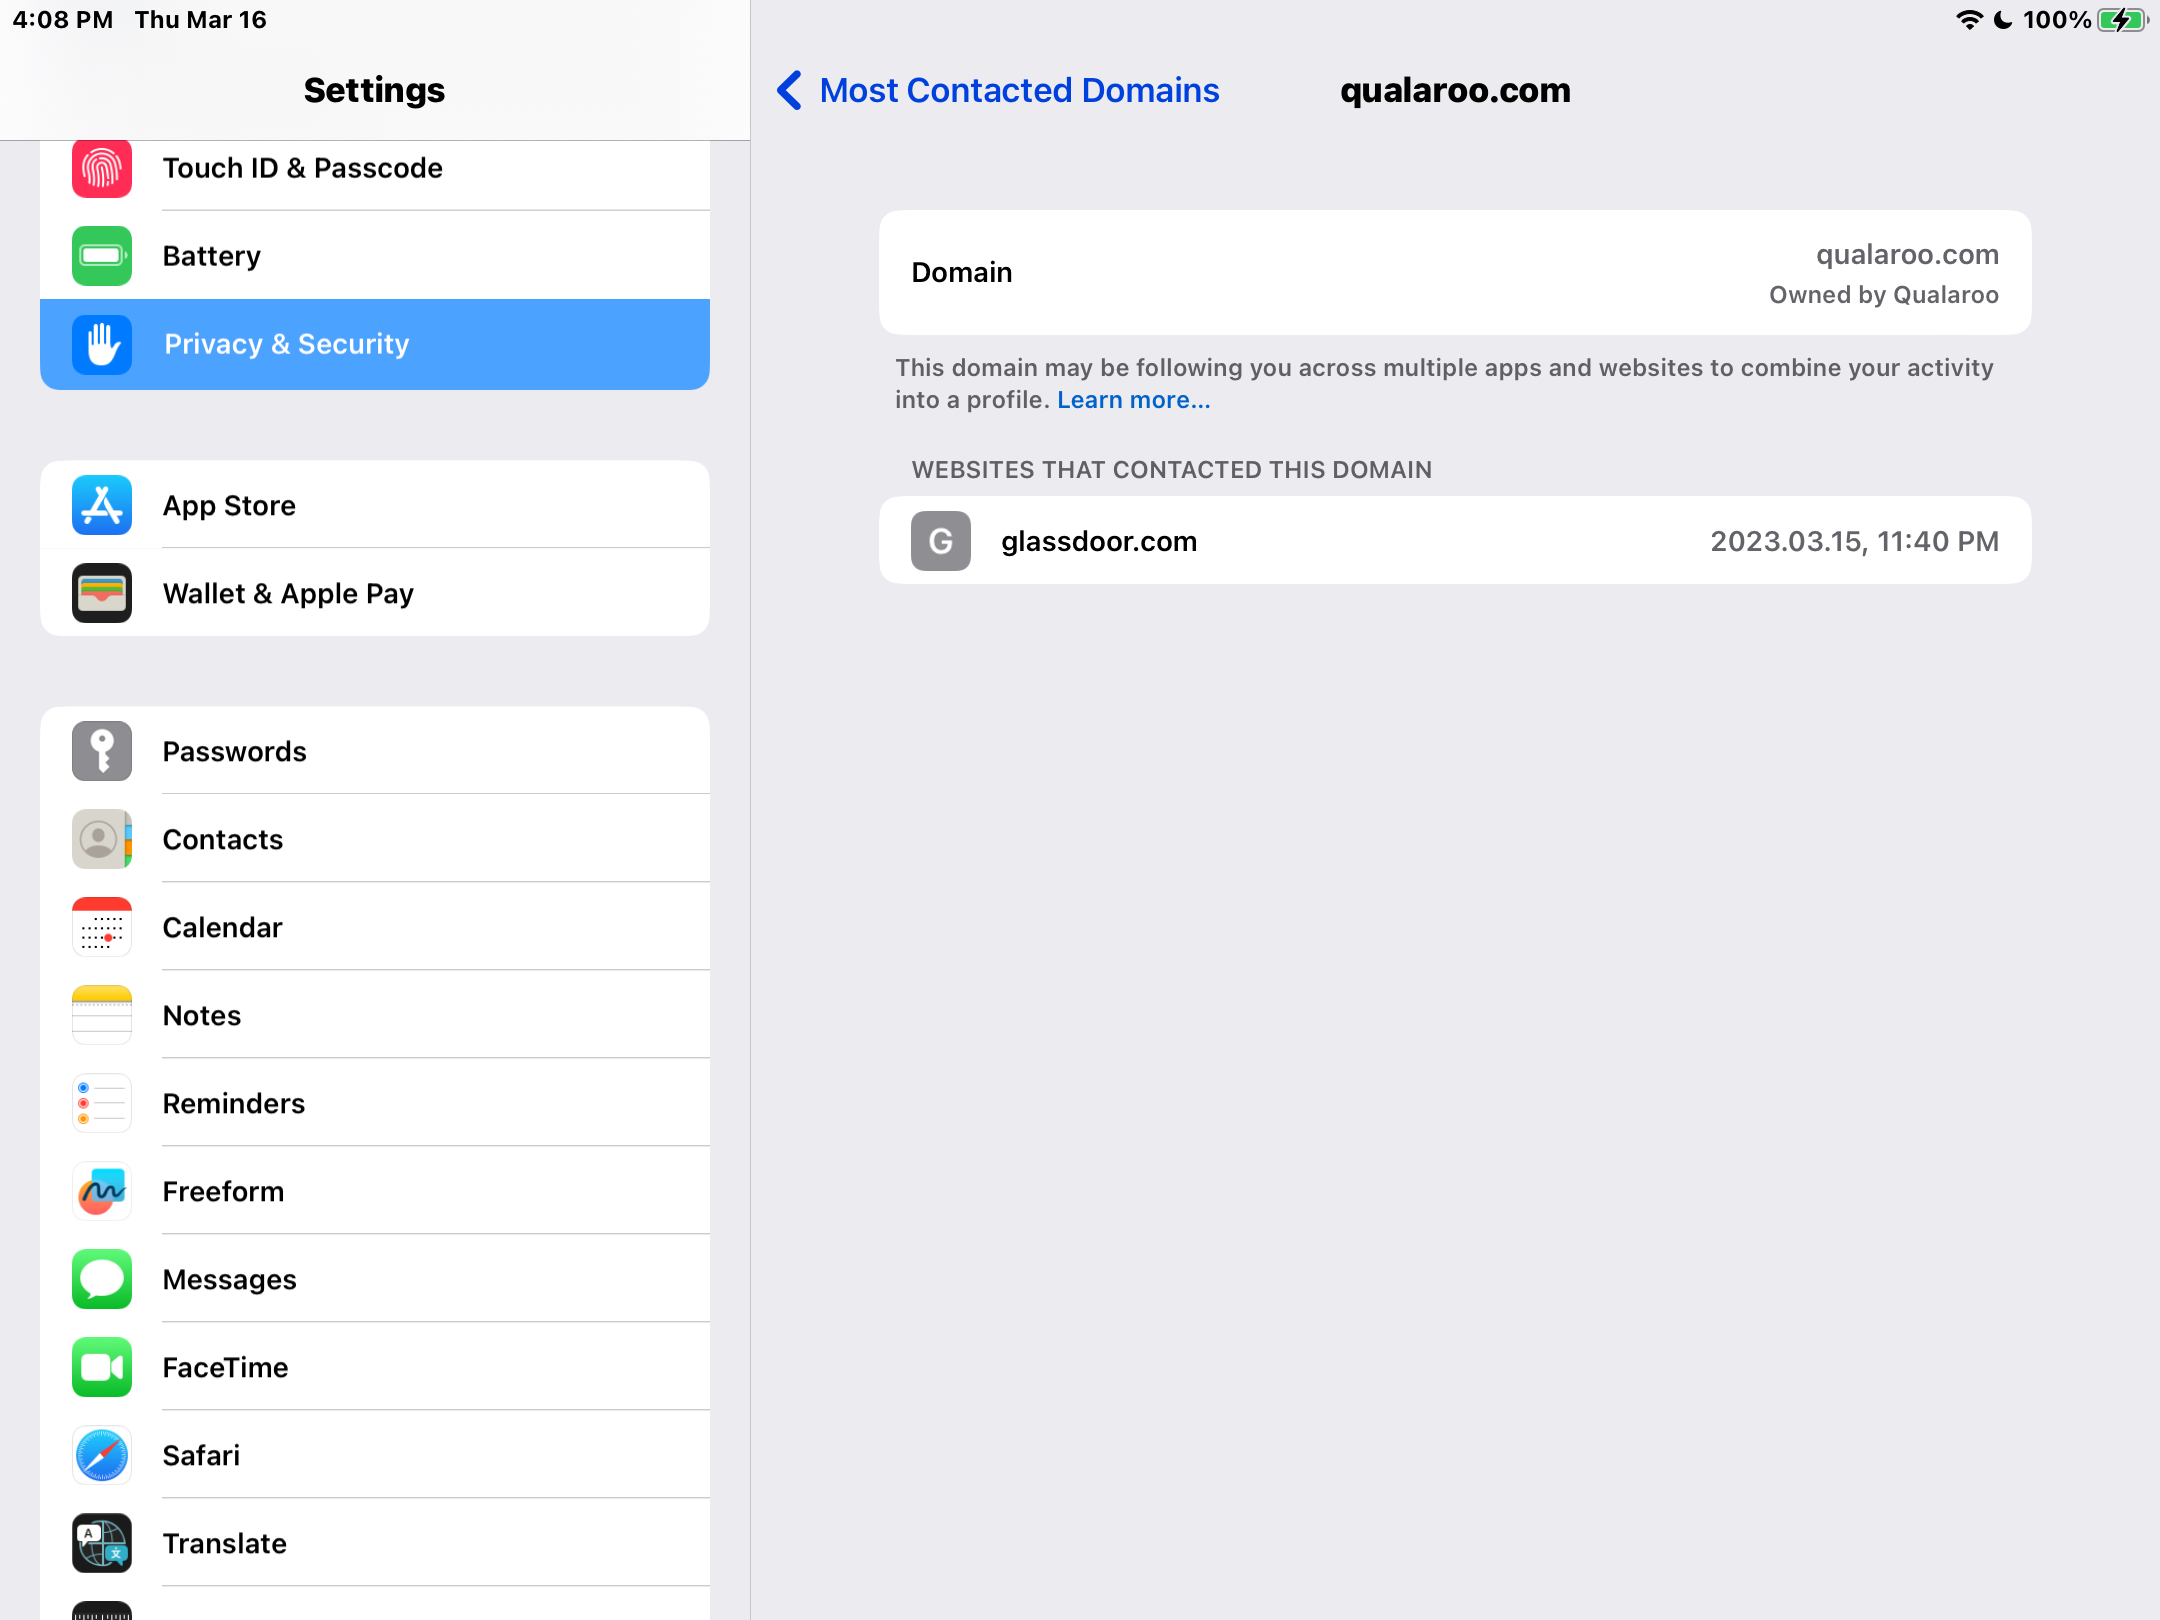 4:08 PM Thu Mar 16
100%
Settings
Touch ID & Passcode
Battery
Privacy & Security
App Store
Wallet & Apple Pay
Passwords
Contacts
Calendar
Notes
Reminders
Freeform
Messages
FaceTime
Safari
Translate
Most Contacted Domains
qualaroo.com
Domain
qualaroo.com
Owned by Qualaroo
This domain may be following you across multiple apps and websites to combine your activity
into a profile. Learn more...
WEBSITES THAT CONTACTED THIS DOMAIN
G glassdoor.com 2023.03.15, 11:40 PM